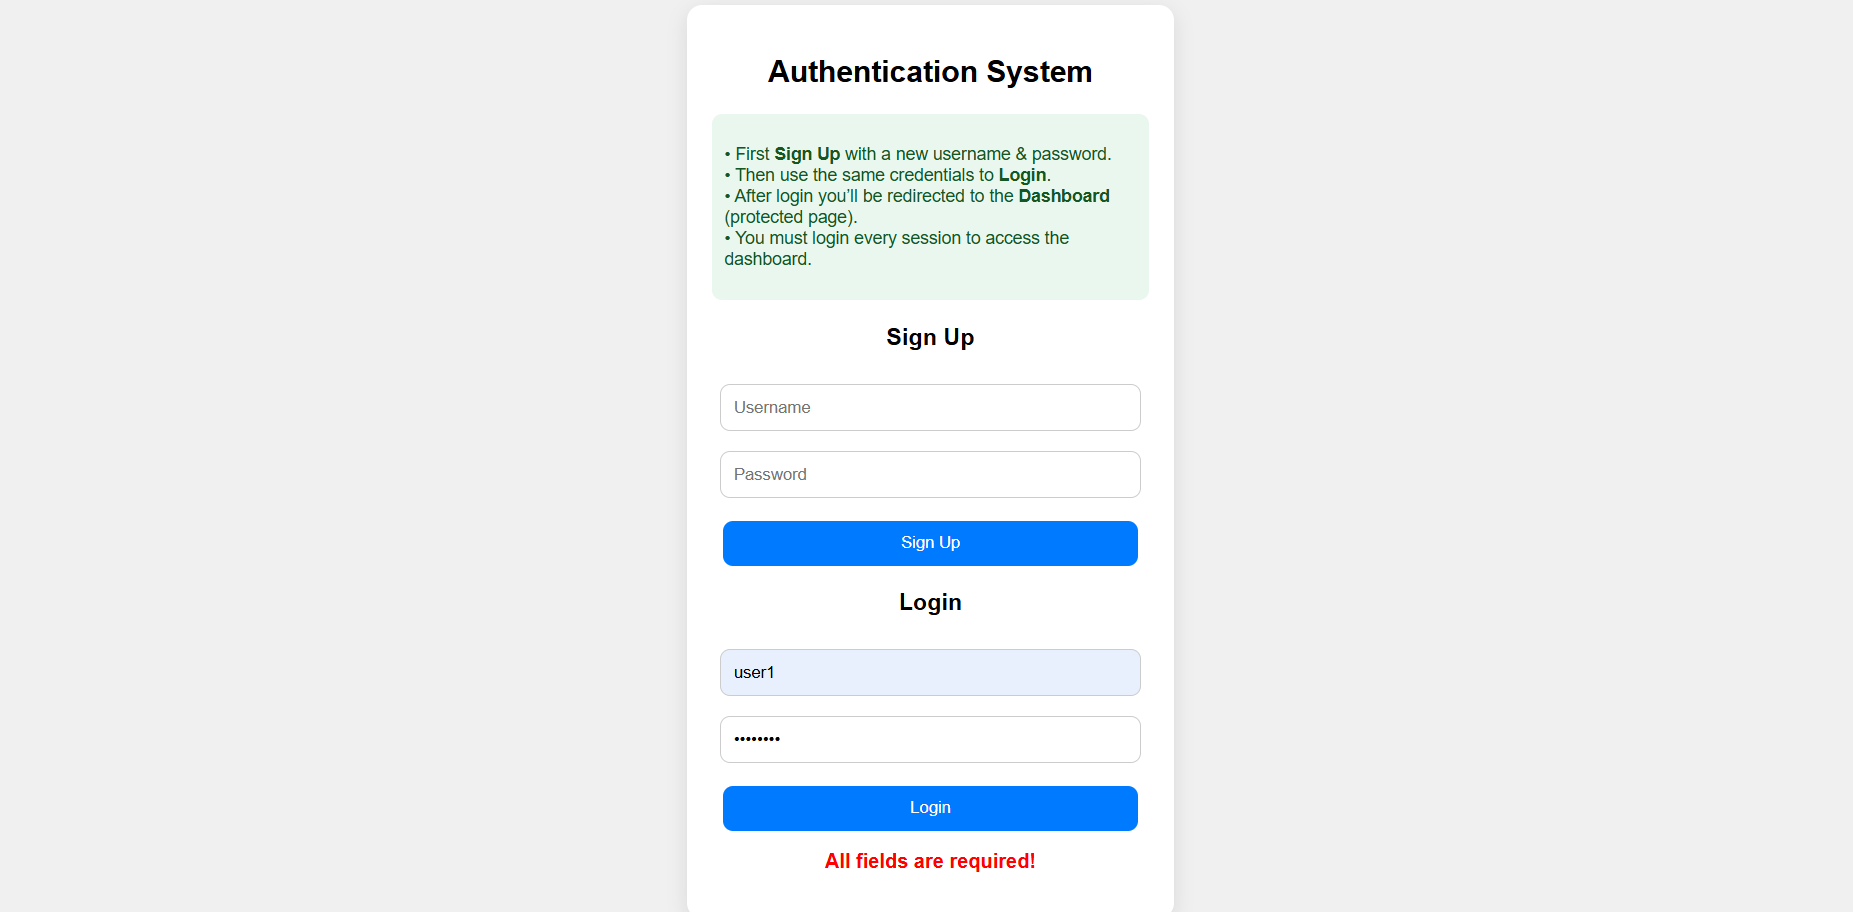 Authentication System
• First Sign Up with a new username & password.
• Then use the same credentials to Login.
• After login you’ll be redirected to the Dashboard
(protected page).
• You must login every session to access the
dashboard.
Sign Up
Username
Password
Sign Up
Login
user1
••••••••
Login
All fields are required!